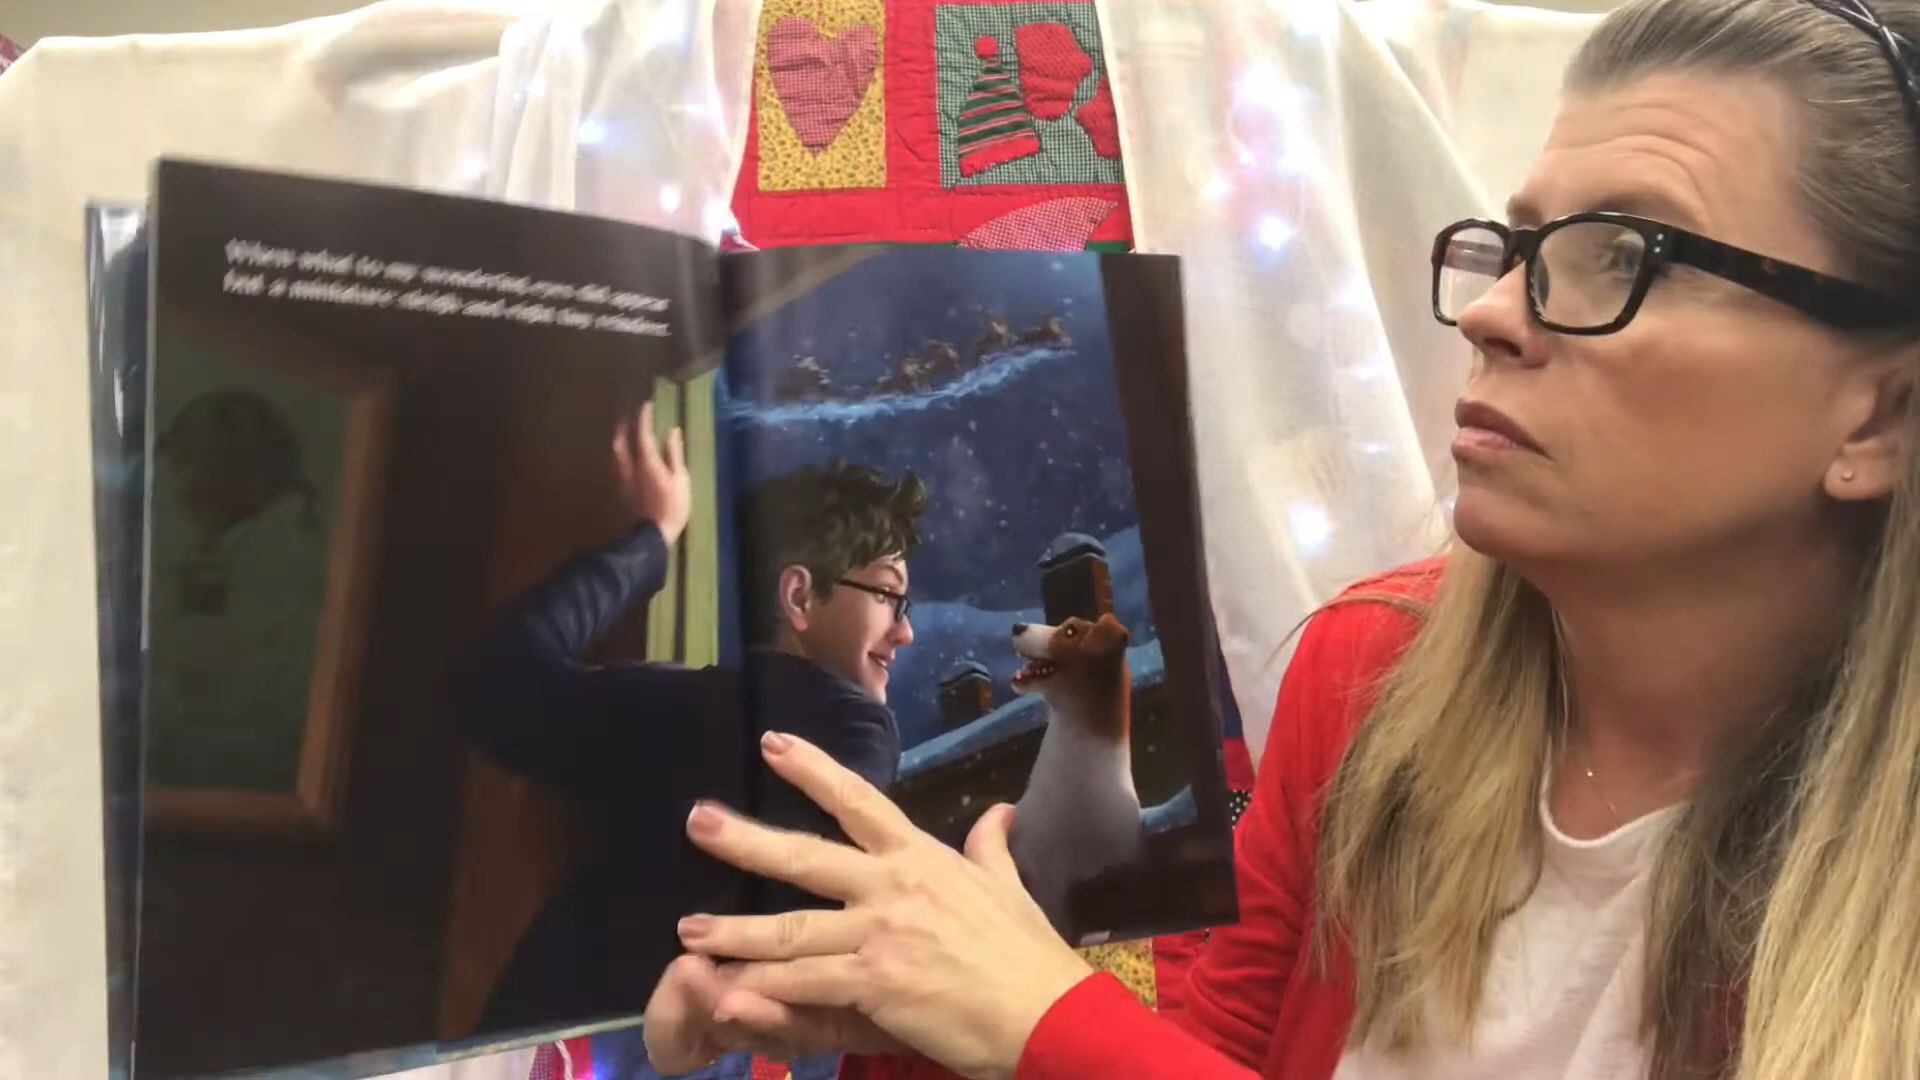 When what to my wondering eyes did appear
but a miniature sleigh and eight tiny reindeer.